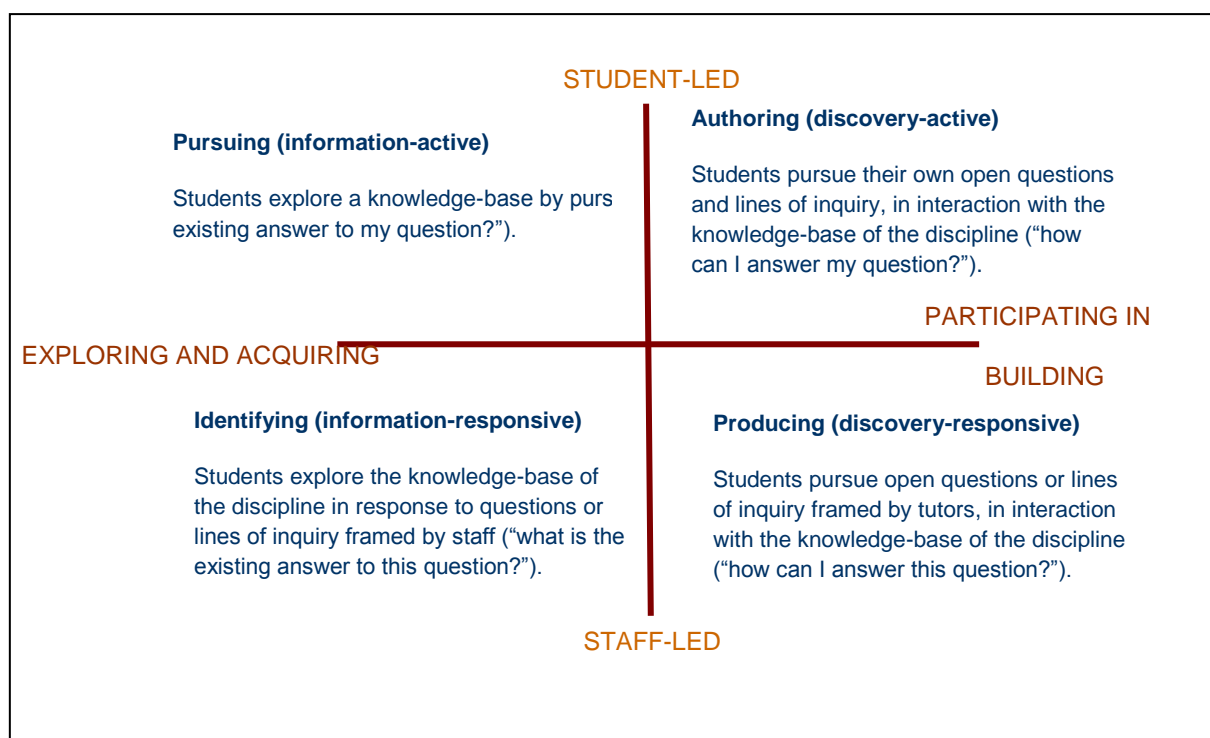 STUDENT-LED
Pursuing (information-active)
Students explore a knowledge-base by purs
existing answer to my question?”).
Authoring (discovery-active)
Students pursue their own open questions
and lines of inquiry, in interaction with the
knowledge-base of the discipline (“how
can I answer my question?”).
EXPLORING AND ACQUIRING
PARTICIPATING IN
BUILDING
Identifying (information-responsive)
Students explore the knowledge-base of
the discipline in response to questions or
lines of inquiry framed by staff (“what is the
existing answer to this question?”).
Producing (discovery-responsive)
Students pursue open questions or lines
of inquiry framed by tutors, in interaction
with the knowledge-base of the discipline
(“how can I answer this question?”).
STAFF-LED